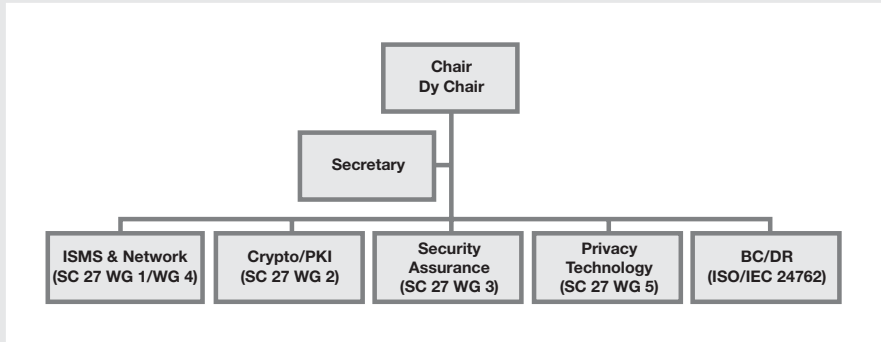 Chair
Dy Chair
Secretary
ISMS & Network
(SC 27 WG 1/WG 4)
Crypto/PKI
(SC 27 WG 2)
Security
Assurance
(SC 27 WG 3)
Privacy
Technology
(SC 27 WG 5)
BC/DR
(ISO/IEC 24762)